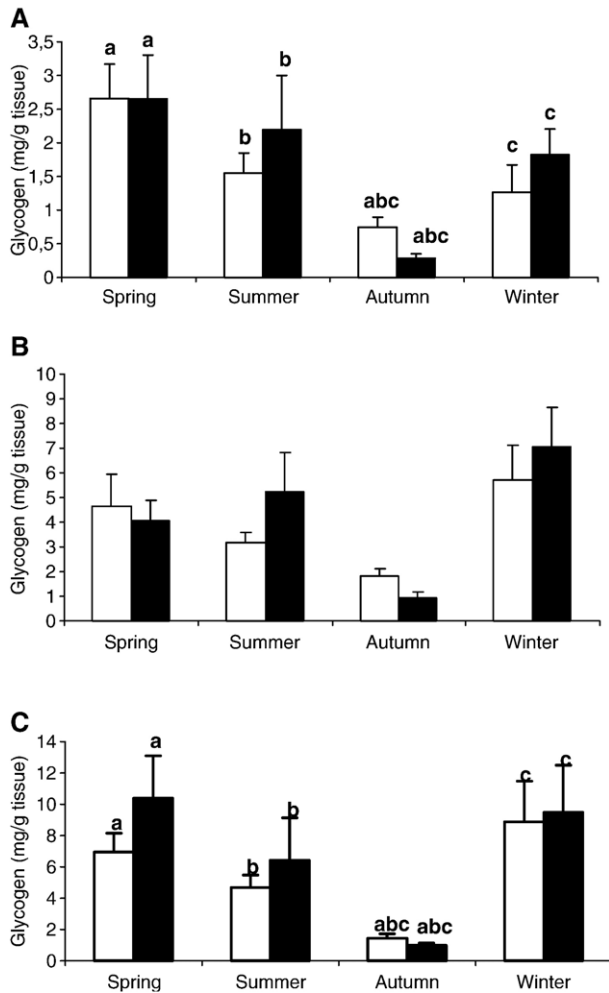 A
Glycogen (mg/g tissue)
3,5
3
2,5
2
1,5
1
0,5
0
a a b b abc abc c c
Spring Summer Autumn Winter
B
Glycogen (mg/g tissue)
10
9
8
7
6
5
4
3
2
1
0
Spring Summer Autumn Winter
C
Glycogen (mg/g tissue)
14
12
10
8
6
4
2
0
a a b b abc abc c c
Spring Summer Autumn Winter